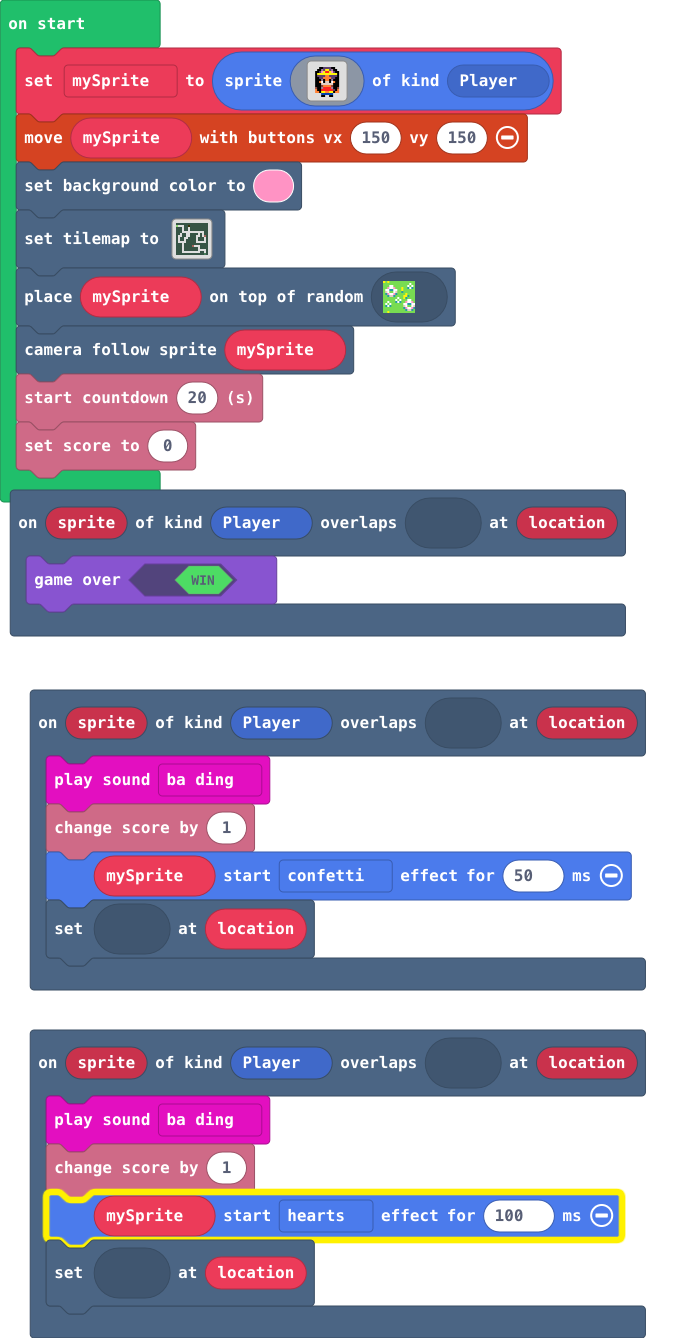 on start
set mySprite to sprite of kind Player
move mySprite with buttons vx 150 vy 150
set background color to
set tilemap to
place mySprite on top of random
camera follow sprite mySprite
start countdown 20 (s)
set score to 0
on sprite of kind Player overlaps at location
game over WIN
on sprite of kind Player overlaps at location
play sound ba ding
change score by 1
mySprite start confetti effect for 50 ms
set at location
on sprite of kind Player overlaps at location
play sound ba ding
change score by 1
mySprite start hearts effect for 100 ms
set at location